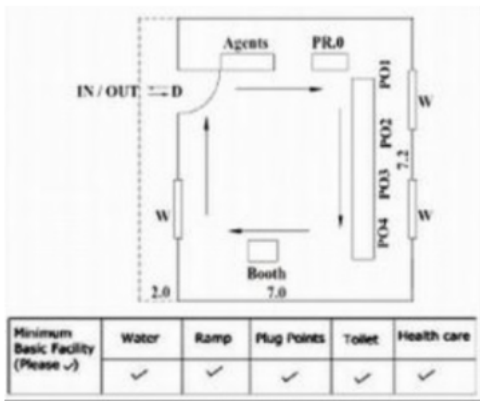 Agents PR.0
IN / OUT D
PO1
W
PO2
7.2
PO3
W W
PO4
Booth
2.0 7.0
Minimum Basic Facility (Please ✓) Water Ramp Plug Points Toilet Health care
✓ ✓ ✓ ✓ ✓